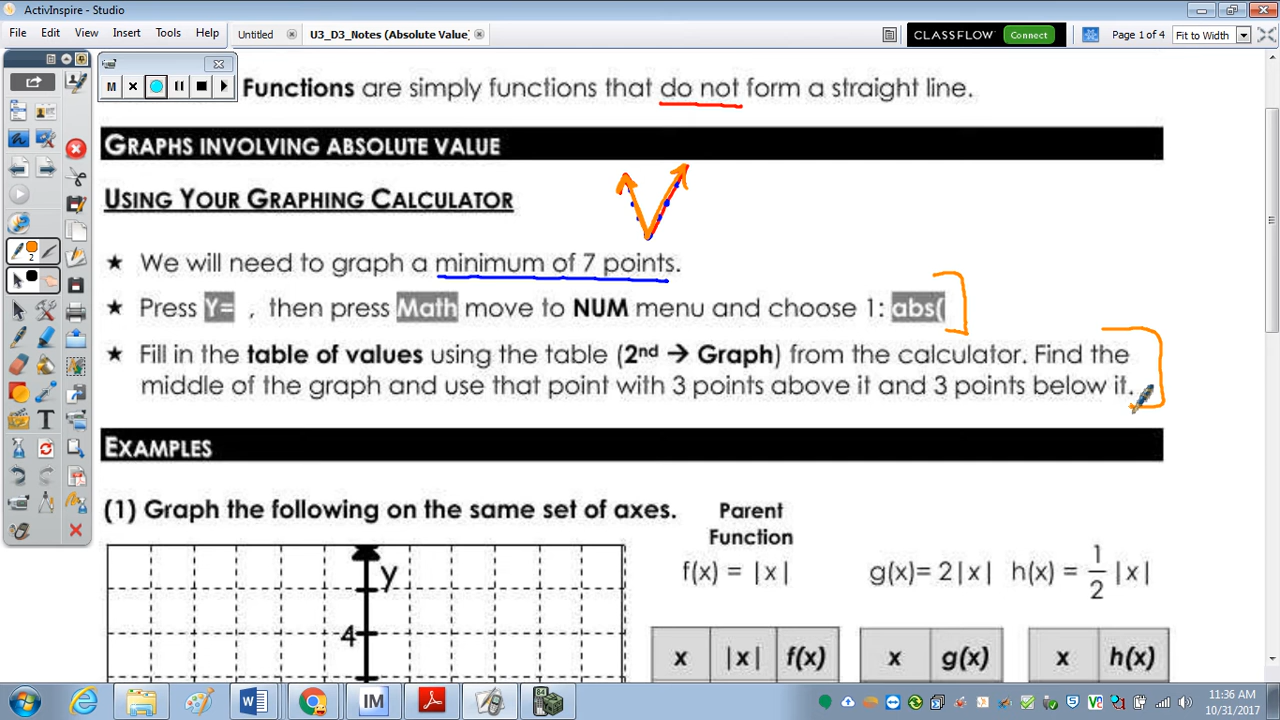 ActivInspire - Studio
File Edit View Insert Tools Help Untitled U3_D3_Notes (Absolute Value) CLASSFLOW Connect Page 1 of 4 Fit to Width
M
Functions are simply functions that do not form a straight line.
GRAPHS INVOLVING ABSOLUTE VALUE
USING YOUR GRAPHING CALCULATOR
★ We will need to graph a minimum of 7 points.
★ Press Y= , then press Math move to NUM menu and choose 1: abs(
★ Fill in the table of values using the table (2nd → Graph) from the calculator. Find the
middle of the graph and use that point with 3 points above it and 3 points below it.
EXAMPLES
(1) Graph the following on the same set of axes.
Parent
Function
f(x) = |x| g(x)= 2|x| h(x) = 1/2 |x|
y
4
x |x| f(x) x g(x) x h(x)
2
T
W IM 84
11:36 AM
10/31/2017